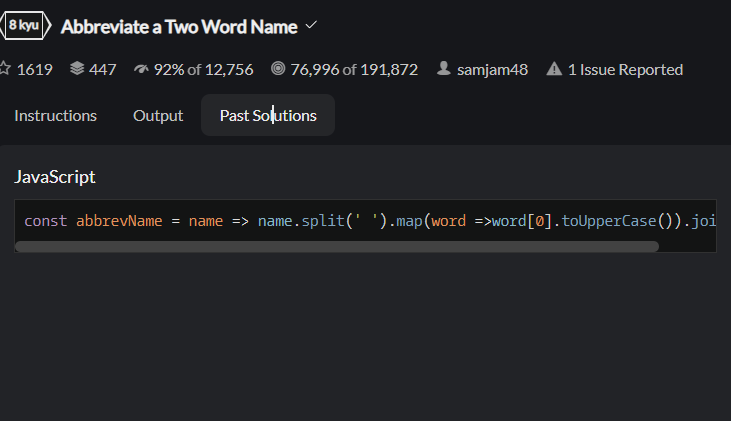 8 kyu Abbreviate a Two Word Name
1619 447 92% of 12,756 76,996 of 191,872 samjam48 1 Issue Reported
Instructions Output Past Solutions
JavaScript
const abbrevName = name => name.split(' ').map(word =>word[0].toUpperCase()).joi